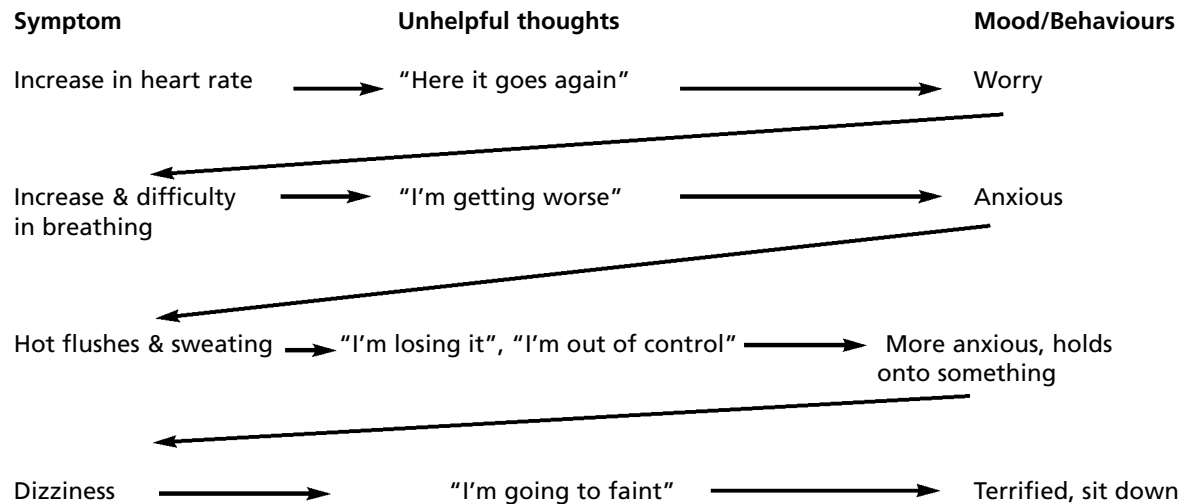 Symptom Unhelpful thoughts Mood/Behaviours
Increase in heart rate “Here it goes again” Worry
Increase & difficulty “I'm getting worse” Anxious
in breathing
Hot flushes & sweating “I'm losing it”, “I'm out of control” More anxious, holds
onto something
Dizziness “I'm going to faint” Terrified, sit down